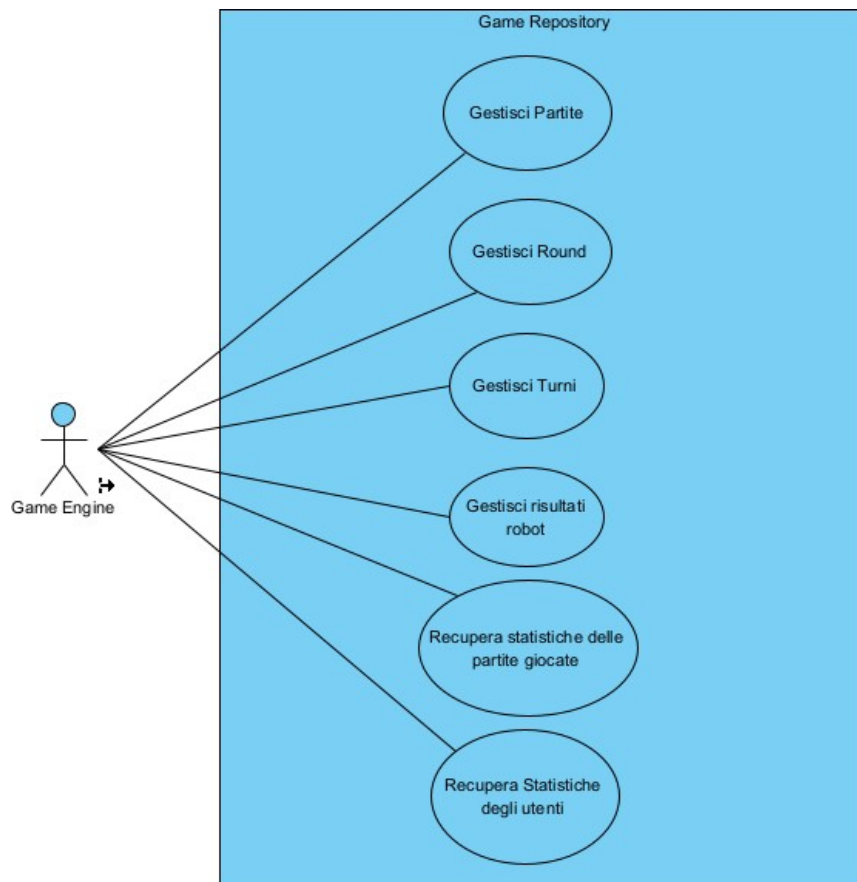 Game Repository
Gestisci Partite
Gestisci Round
Gestisci Turni
Game Engine
Gestisci risultati
robot
Recupera statistiche delle
partite giocate
Recupera Statistiche
degli utenti